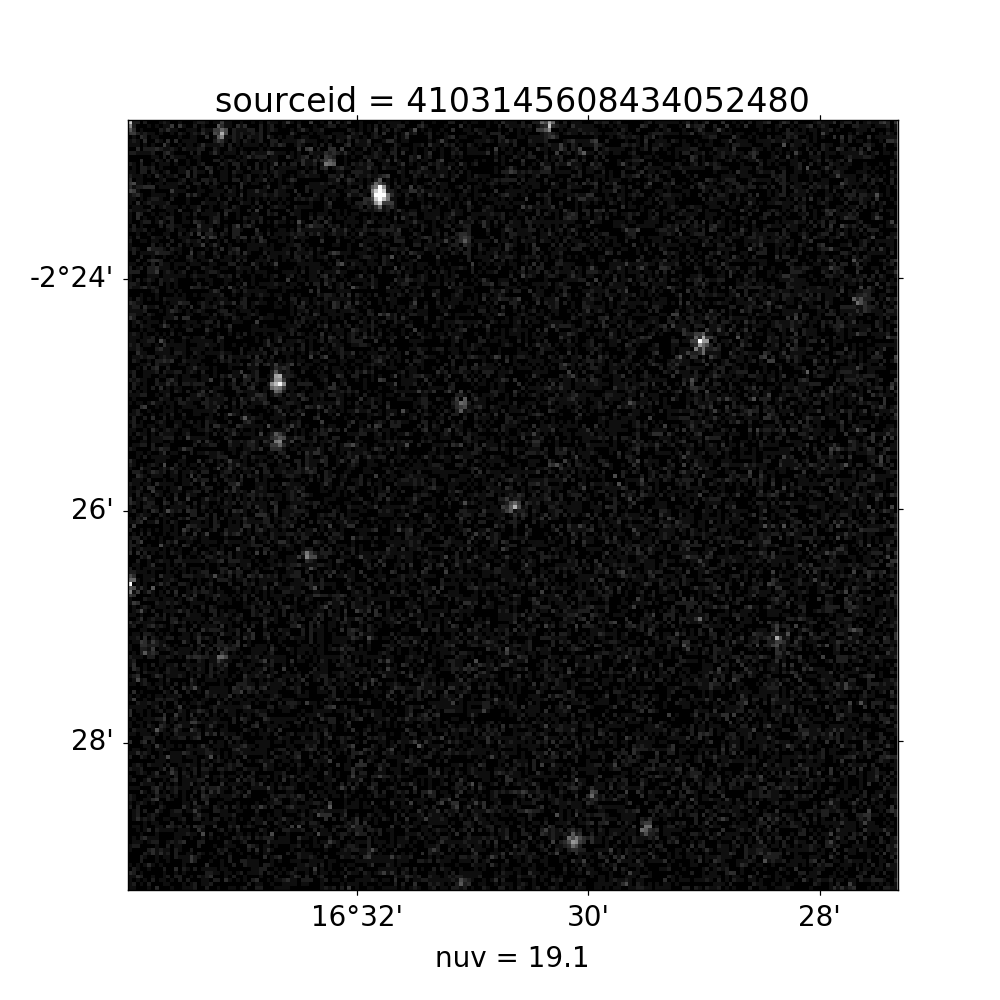 sourceid = 4103145608434052480
-2°24'
26'
28'
16°32' 30' 28'
nuv = 19.1